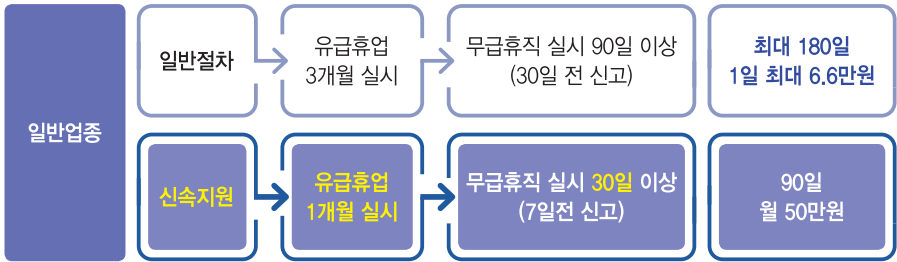 일반업종
일반절차
유급휴업
3개월 실시
무급휴직 실시 90일 이상
(30일 전 신고)
최대 180일
1일 최대 6.6만원
신속지원
유급휴업
1개월 실시
무급휴직 실시 30일 이상
(7일전 신고)
90일
월 50만원